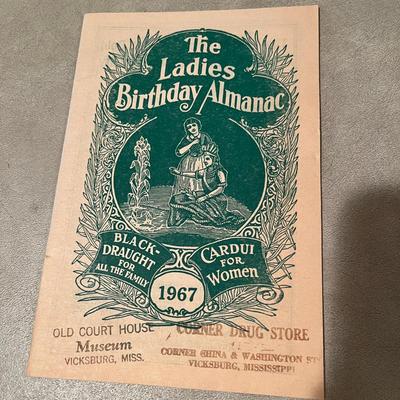 The
Ladies
Birthday Almanac
BLACK-
DRAUGHT
FOR
ALL THE FAMILY
CARDUI
FOR
Women
1967
OLD COURT HOUSE
Museum
VICKSBURG, MISS.
CORNER DRUG STORE
CORNER CHINA & WASHINGTON ST
VICKSBURG, MISSISSIPPI